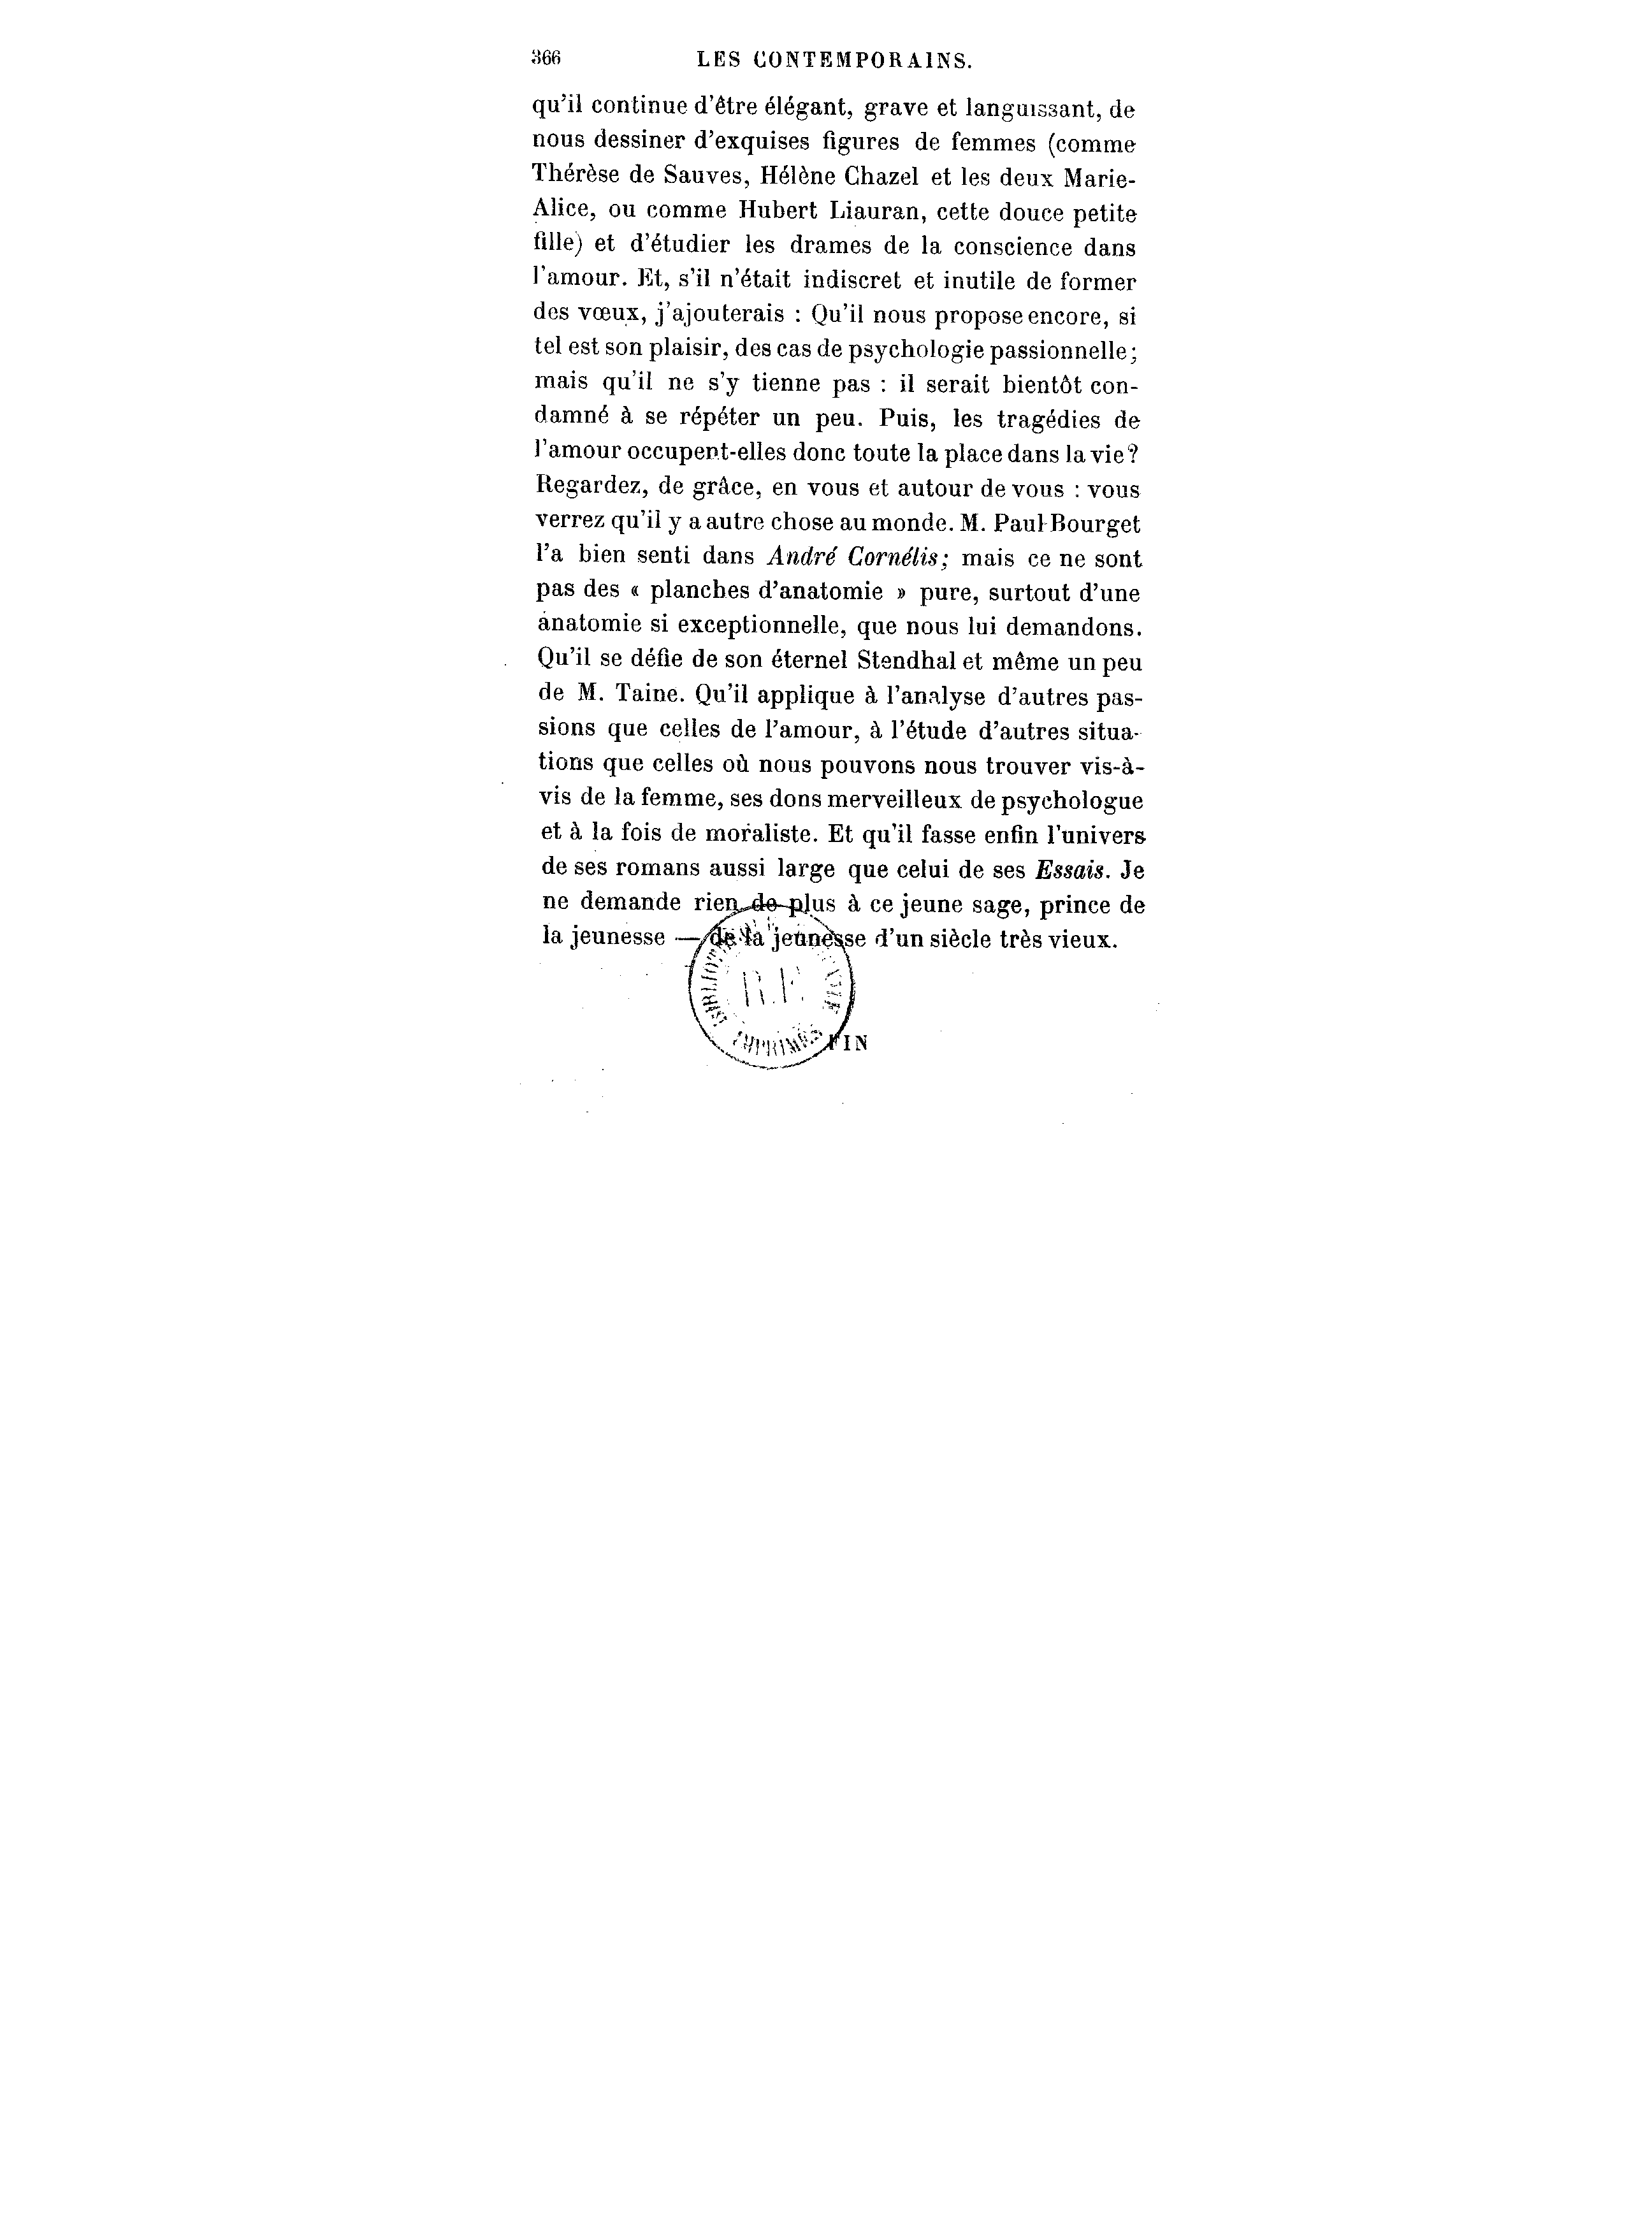 366 LES CONTEMPORAINS.
qu'il continue d'être élégant, grave et languissant, de
nous dessiner d'exquises figures de femmes (comme
Thérèse de Sauves, Hélène Chazel et les deux Marie-
Alice, ou comme Hubert Liauran, cette douce petite
fille) et d'étudier les drames de la conscience dans
l'amour. Et, s'il n'était indiscret et inutile de former
des vœux, j'ajouterais : Qu'il nous propose encore, si
tel est son plaisir, des cas de psychologie passionnelle;
mais qu'il ne s'y tienne pas : il serait bientôt con-
damné à se répéter un peu. Puis, les tragédies de
l'amour occupent-elles donc toute la place dans la vie?
Regardez, de grâce, en vous et autour de vous : vous
verrez qu'il y a autre chose au monde. M. Paul Bourget
l'a bien senti dans André Cornélis; mais ce ne sont
pas des « planches d'anatomie » pure, surtout d'une
anatomie si exceptionnelle, que nous lui demandons.
Qu'il se défie de son éternel Stendhal et même un peu
de M. Taine. Qu'il applique à l'analyse d'autres pas-
sions que celles de l'amour, à l'étude d'autres situa-
tions que celles où nous pouvons nous trouver vis-à-
vis de la femme, ses dons merveilleux de psychologue
et à la fois de moraliste. Et qu'il fasse enfin l'univers
de ses romans aussi large que celui de ses Essais. Je
ne demande rien de plus à ce jeune sage, prince de
la jeunesse — de la jeunesse d'un siècle très vieux.
R.F.
IMPRIMÉS
FIN